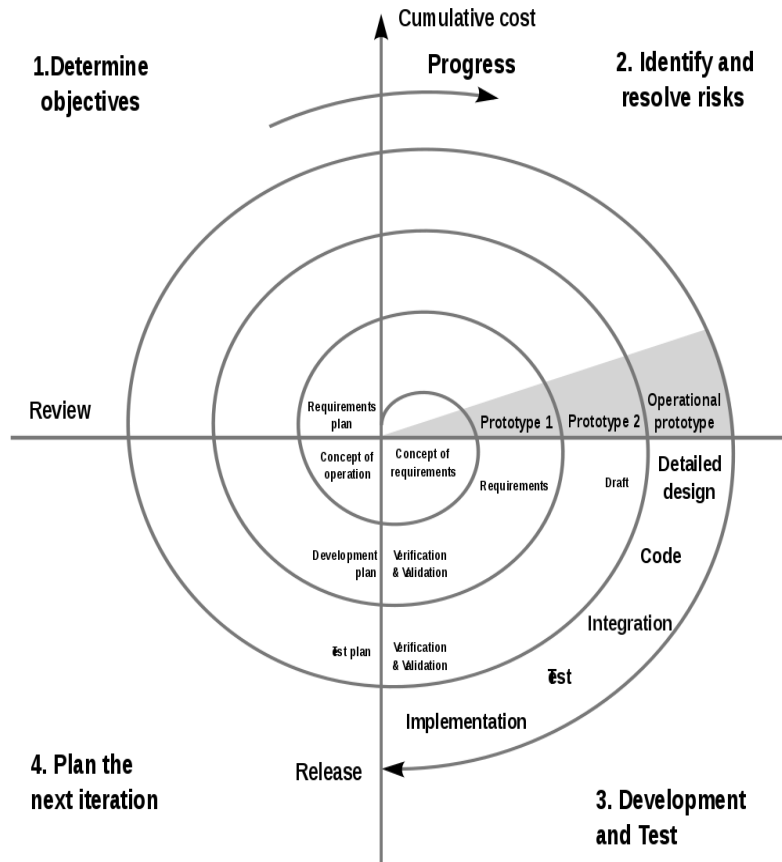 Cumulative cost
Progress
1.Determine
objectives
2. Identify and
resolve risks
Review
Requirements
plan
Prototype 1
Prototype 2
Operational
prototype
Concept of
operation
Concept of
requirements
Requirements
Draft
Detailed
design
Development
plan
Verification
& Validation
Code
Test plan
Verification
& Validation
Integration
Test
Implementation
Release
4. Plan the
next iteration
3. Development
and Test